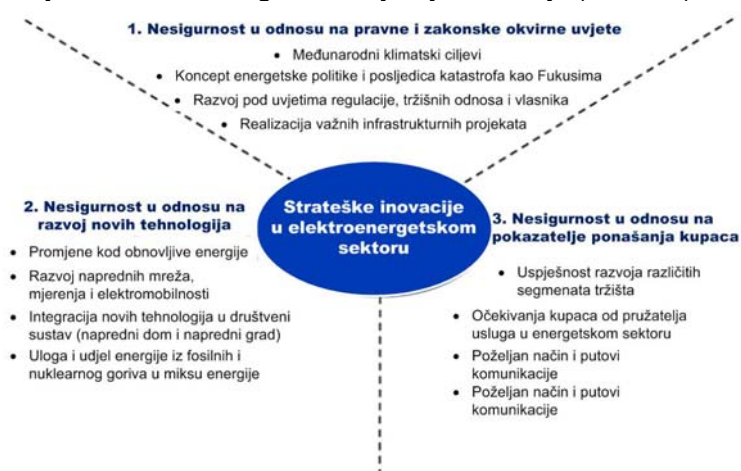 1. Nesigurnost u odnosu na pravne i zakonske okvirne uvjete
• Međunarodni klimatski ciljevi
• Koncept energetske politike i posljedica katastrofa kao Fukusima
• Razvoj pod uvjetima regulacije, tržišnih odnosa i vlasnika
• Realizacija važnih infrastrukturnih projekata
Strateške inovacije
u elektroenergetskom
sektoru
2. Nesigurnost u odnosu na
razvoj novih tehnologija
• Promjene kod obnovljive energije
• Razvoj naprednih mreža,
mjerenja i elektromobilnosti
• Integracija novih tehnologija u društveni
sustav (napredni dom i napredni grad)
• Uloga i udjel energije iz fosilnih i
nuklearnog goriva u miksu energije
3. Nesigurnost u odnosu na
pokazatelje ponašanja kupaca
• Uspješnost razvoja različitih
segmenata tržišta
• Očekivanja kupaca od pružatelja
usluga u energetskom sektoru
• Poželjan način i putovi
komunikacije
• Poželjan način i putovi
komunikacije